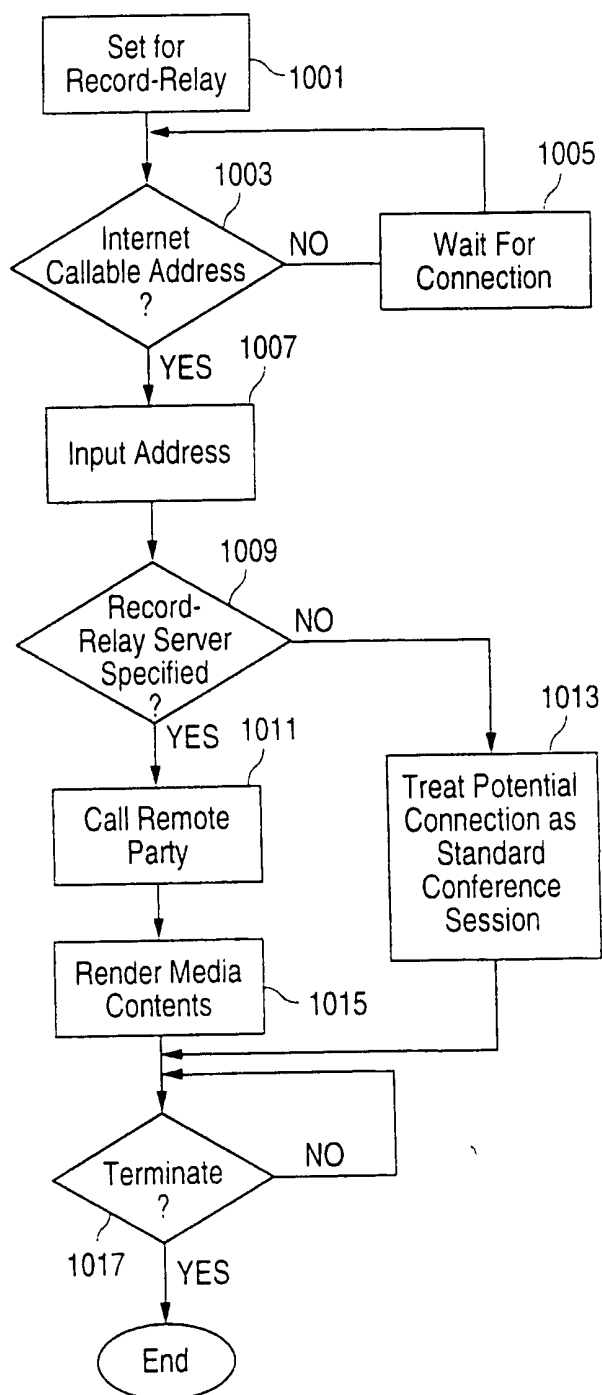 Set for
Record-Relay
1001
1003
1005
Internet
Callable Address
?
NO
Wait For
Connection
YES
1007
Input Address
1009
Record-
Relay Server
Specified
?
NO
YES
1011
1013
Call Remote
Party
Treat Potential
Connection as
Standard
Conference
Session
Render Media
Contents
1015
Terminate
?
NO
1017
YES
End